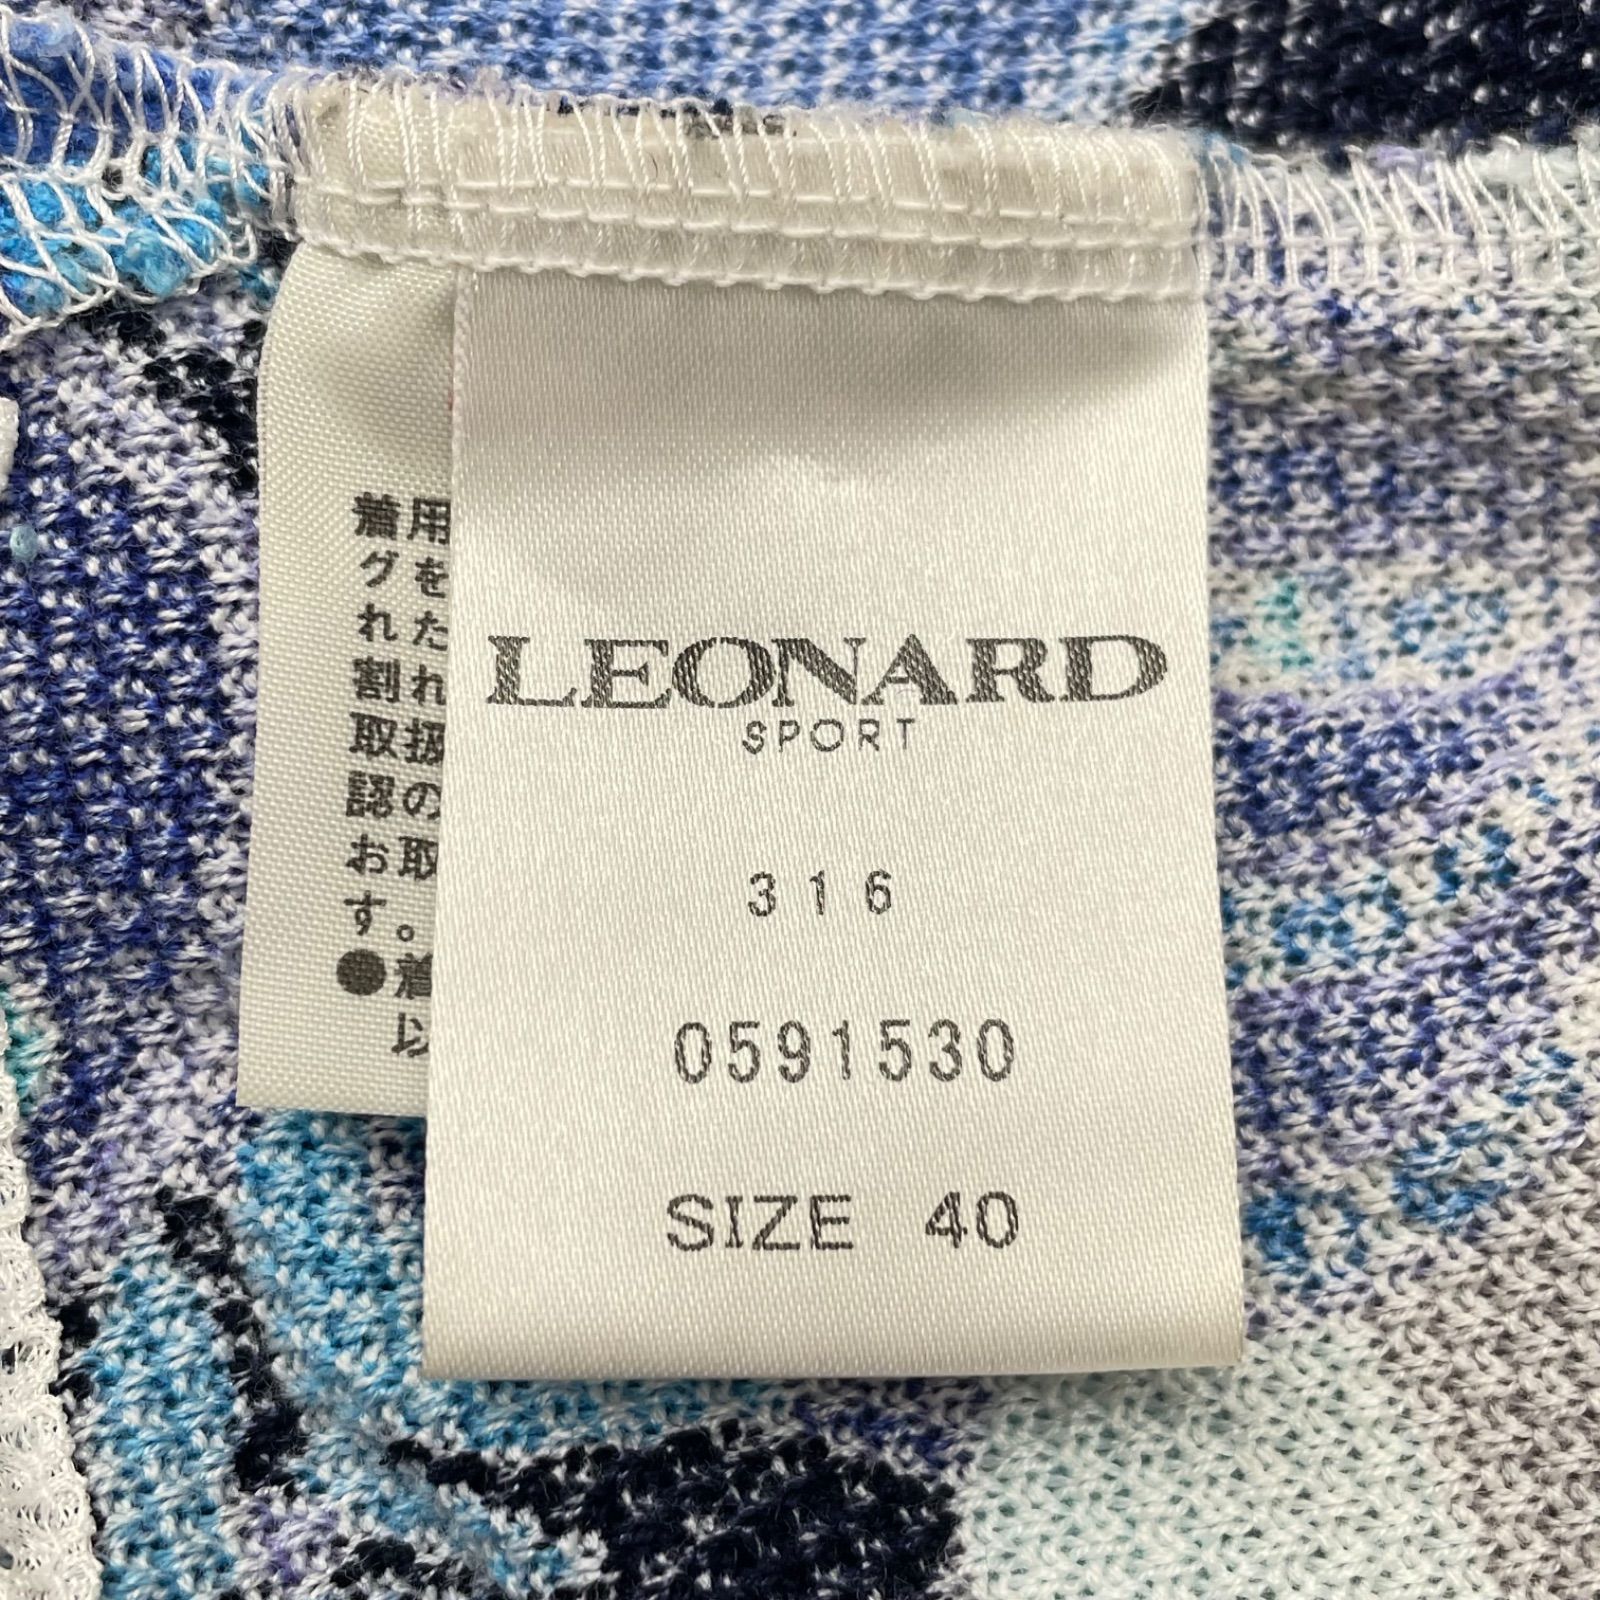 着用
グを
れた
割れ
取扱
認の
お取
す。
●着
以
LEONARD
SPORT
316
0591530
SIZE 40